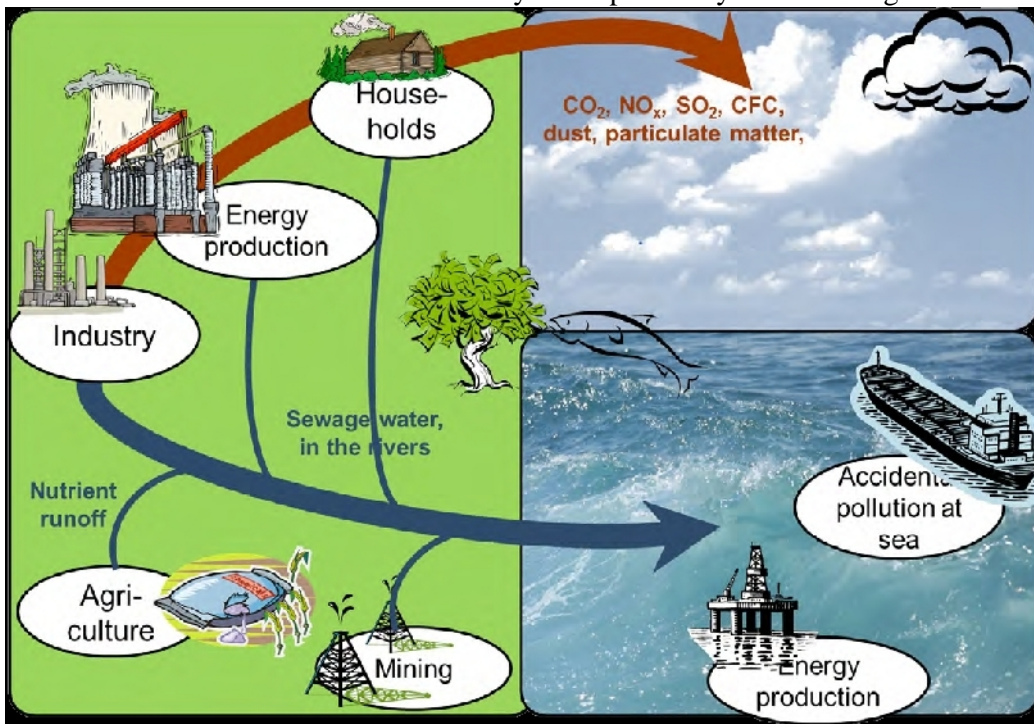 House-
holds
CO₂, NOₓ, SO₂, CFC,
dust, particulate matter,
Energy
production
Industry
Sewage water,
in the rivers
Nutrient
runoff
Pollution at
sea
Agri-
culture
Mining
Energy
production